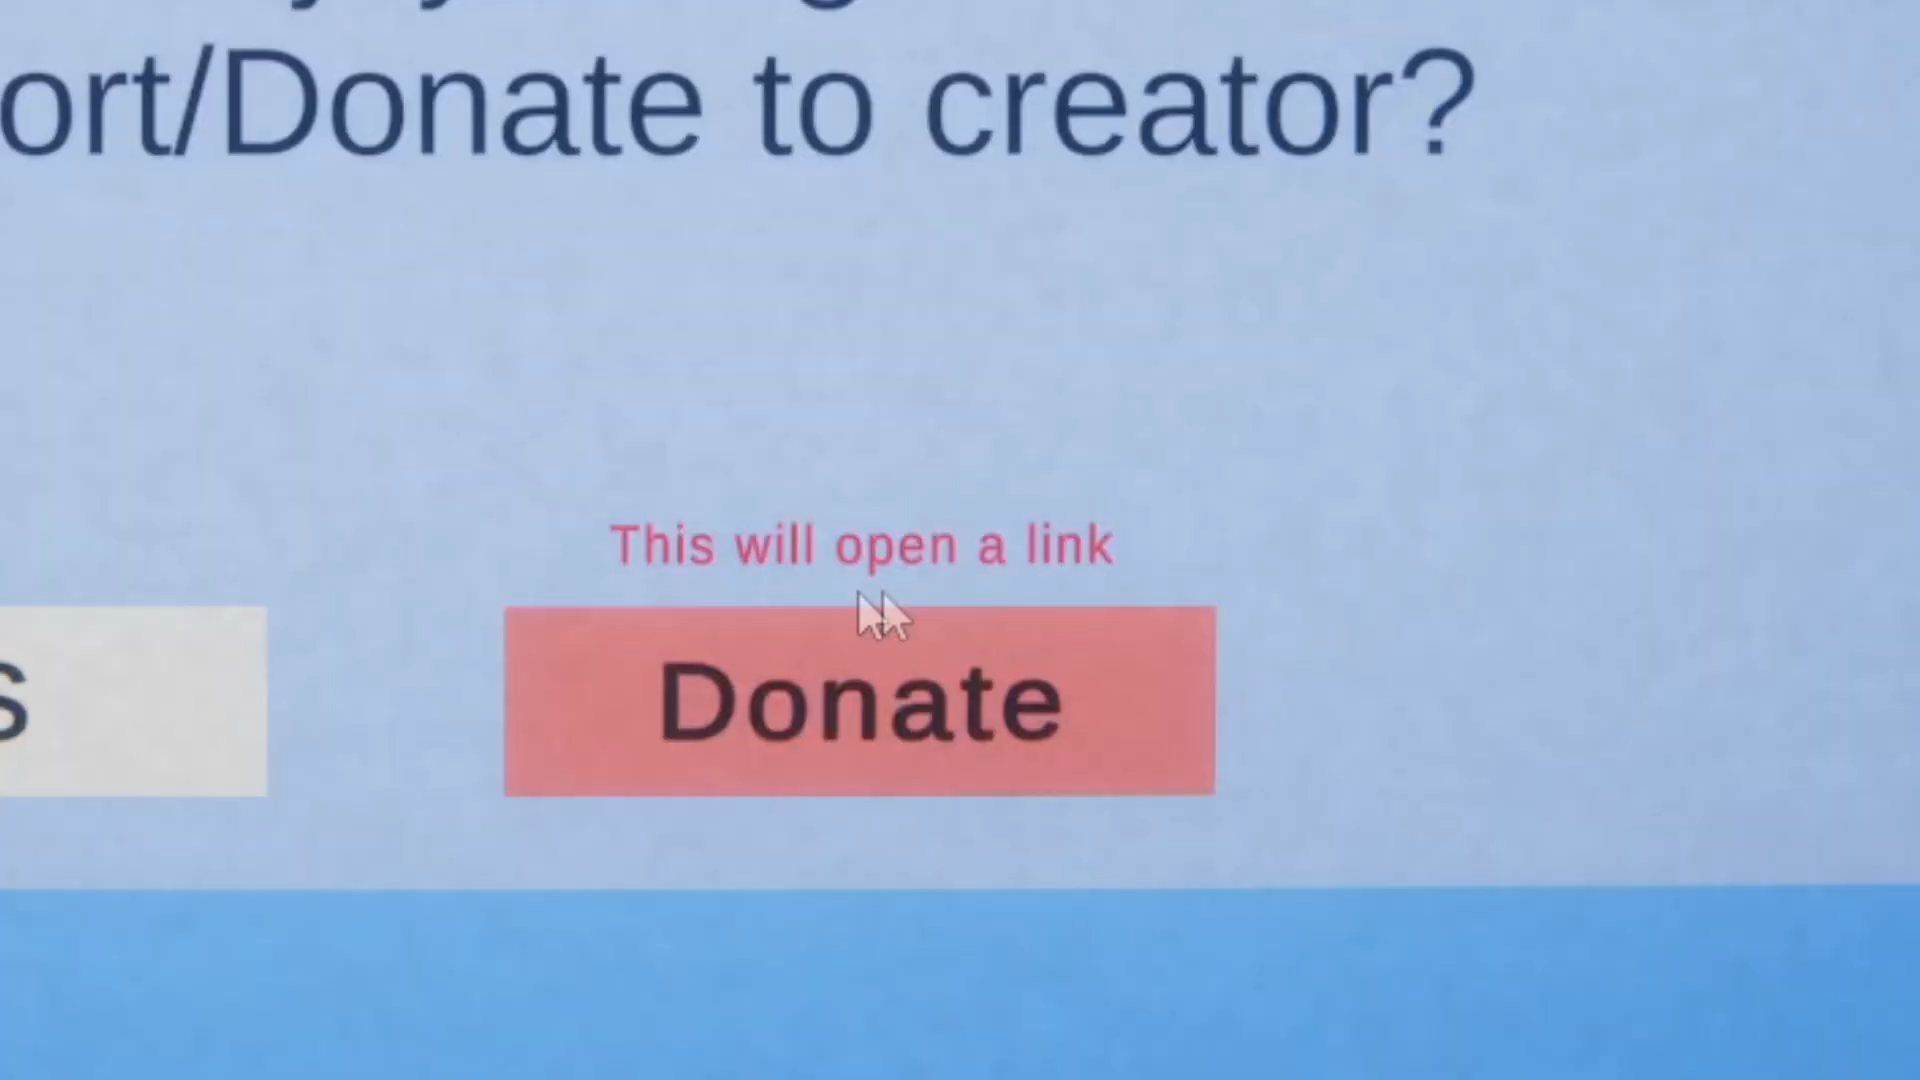 ort/Donate to creator?
This will open a link
s
Donate